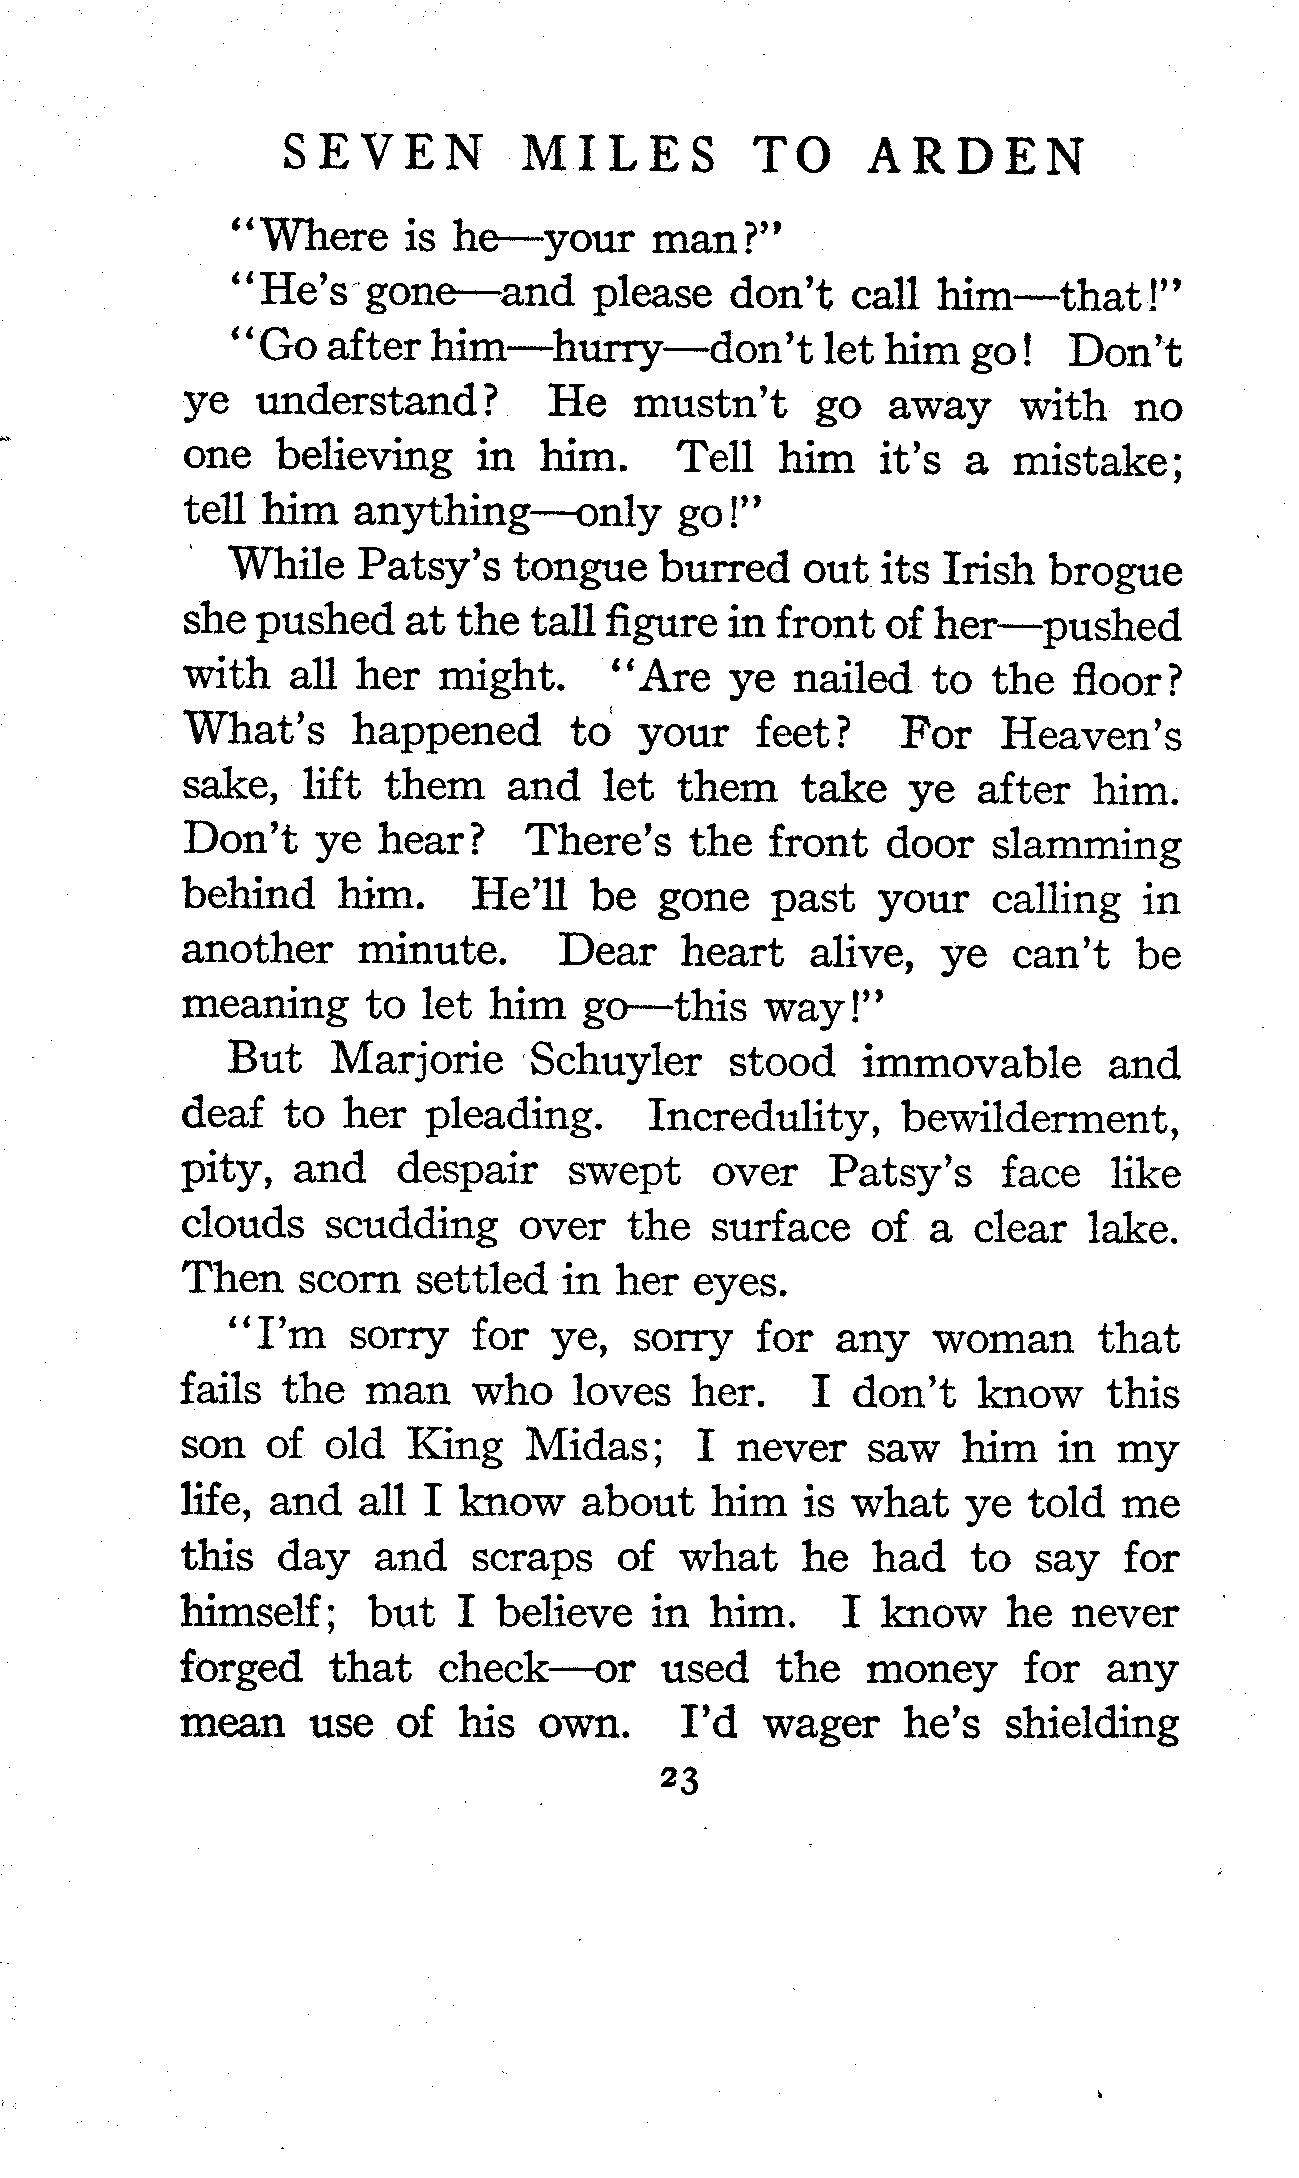 SEVEN MILES TO ARDEN
"Where is he—your man?"
"He's gone—and please don't call him—that!"
"Go after him—hurry—don't let him go! Don't
ye understand? He mustn't go away with no
one believing in him. Tell him it's a mistake;
tell him anything—only go!"
While Patsy's tongue burred out its Irish brogue
she pushed at the tall figure in front of her—pushed
with all her might. "Are ye nailed to the floor?
What's happened to your feet? For Heaven's
sake, lift them and let them take ye after him.
Don't ye hear? There's the front door slamming
behind him. He'll be gone past your calling in
another minute. Dear heart alive, ye can't be
meaning to let him go—this way!"
But Marjorie Schuyler stood immovable and
deaf to her pleading. Incredulity, bewilderment,
pity, and despair swept over Patsy's face like
clouds scudding over the surface of a clear lake.
Then scorn settled in her eyes.
"I'm sorry for ye, sorry for any woman that
fails the man who loves her. I don't know this
son of old King Midas; I never saw him in my
life, and all I know about him is what ye told me
this day and scraps of what he had to say for
himself; but I believe in him. I know he never
forged that check—or used the money for any
mean use of his own. I'd wager he's shielding
23